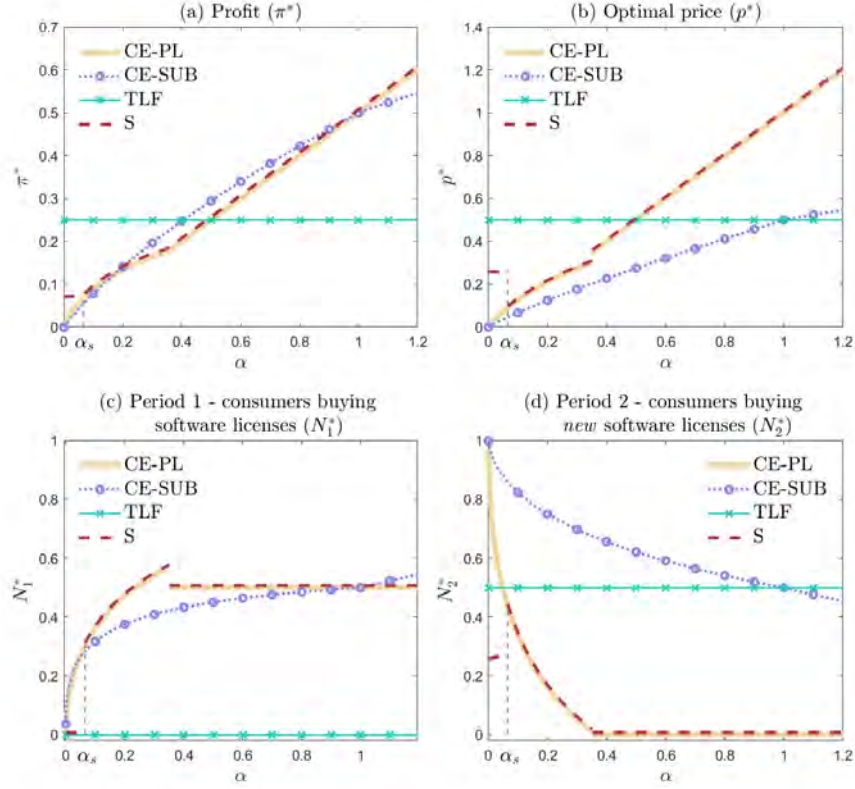 (a) Profit (π*)
CE-PL
CE-SUB
TLF
S
0.7
0.6
0.5
0.4
0.3
0.2
0.1
0
π*
0 αs 0.2 0.4 0.6 0.8 1 1.2
α
(b) Optimal price (p*)
CE-PL
CE-SUB
TLF
S
1.4
1.2
1.0
0.8
0.6
0.4
0.2
0
p*
0 αs 0.2 0.4 0.6 0.8 1 1.2
α
(c) Period 1 - consumers buying
software licenses (N₁*)
CE-PL
CE-SUB
TLF
S
1
0.8
0.6
0.4
0.2
0
N₁*
0 αs 0.2 0.4 0.6 0.8 1
α
(d) Period 2 - consumers buying
new software licenses (N₂*)
CE-PL
CE-SUB
TLF
S
1
0.8
0.6
0.4
0.2
0
N₂*
0 αs 0.2 0.4 0.6 0.8 1 1.2
α